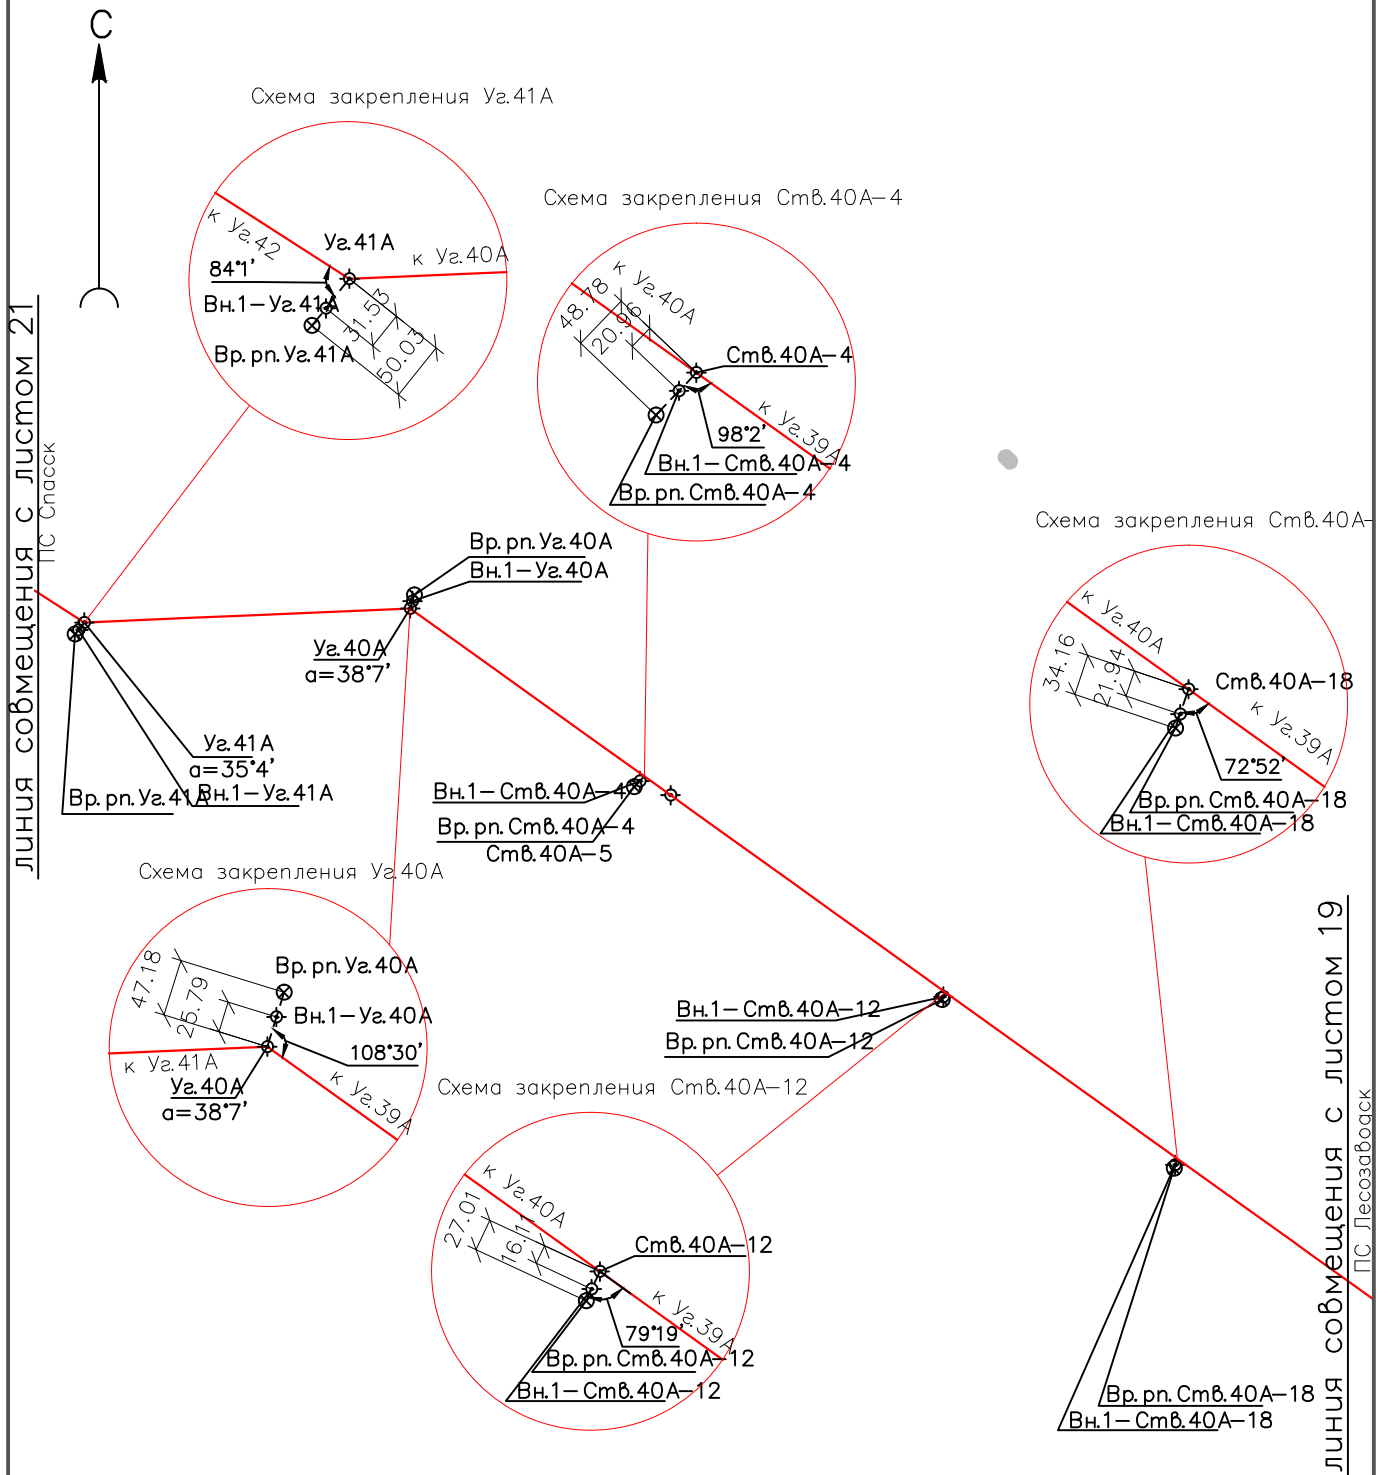 С
Схема закрепления Уг.41А
к Уг.42
Уг.41А
к Уг.40А
84°1'
Вн.1-Уг.41А
Вр.рп.Уг.41А
31.53
50.03
Схема закрепления Ств.40А-4
к Уг.40А
48.78
20.96
Ств.40А-4
к Уг.39А
98°2'
Вн.1-Ств.40А-4
Вр.рп.Ств.40А-4
линия совмещения с листом 21
ПС Спасск
Вр.рп.Уг.40А
Вн.1-Уг.40А
Уг.40А
а=38°7'
Уг.41А
а=35°4'
Вр.рп.Уг.41А
Вн.1-Уг.41А
Схема закрепления Ств.40А-
к Уг.40А
34.16
21.94
Ств.40А-18
к Уг.39А
72°52'
Вр.рп.Ств.40А-18
Вн.1-Ств.40А-18
Вн.1-Ств.40А-4
Вр.рп.Ств.40А-4
Ств.40А-5
Схема закрепления Уг.40А
47.18
25.79
Вр.рп.Уг.40А
Вн.1-Уг.40А
108°30'
к Уг.41А
Уг.40А
а=38°7'
к Уг.39А
Вн.1-Ств.40А-12
Вр.рп.Ств.40А-12
Схема закрепления Ств.40А-12
к Уг.40А
27.01
16.11
Ств.40А-12
к Уг.39А
79°19'
Вр.рп.Ств.40А-12
Вн.1-Ств.40А-12
линия совмещения с листом 19
ПС Лесозаводск
Вр.рп.Ств.40А-18
Вн.1-Ств.40А-18